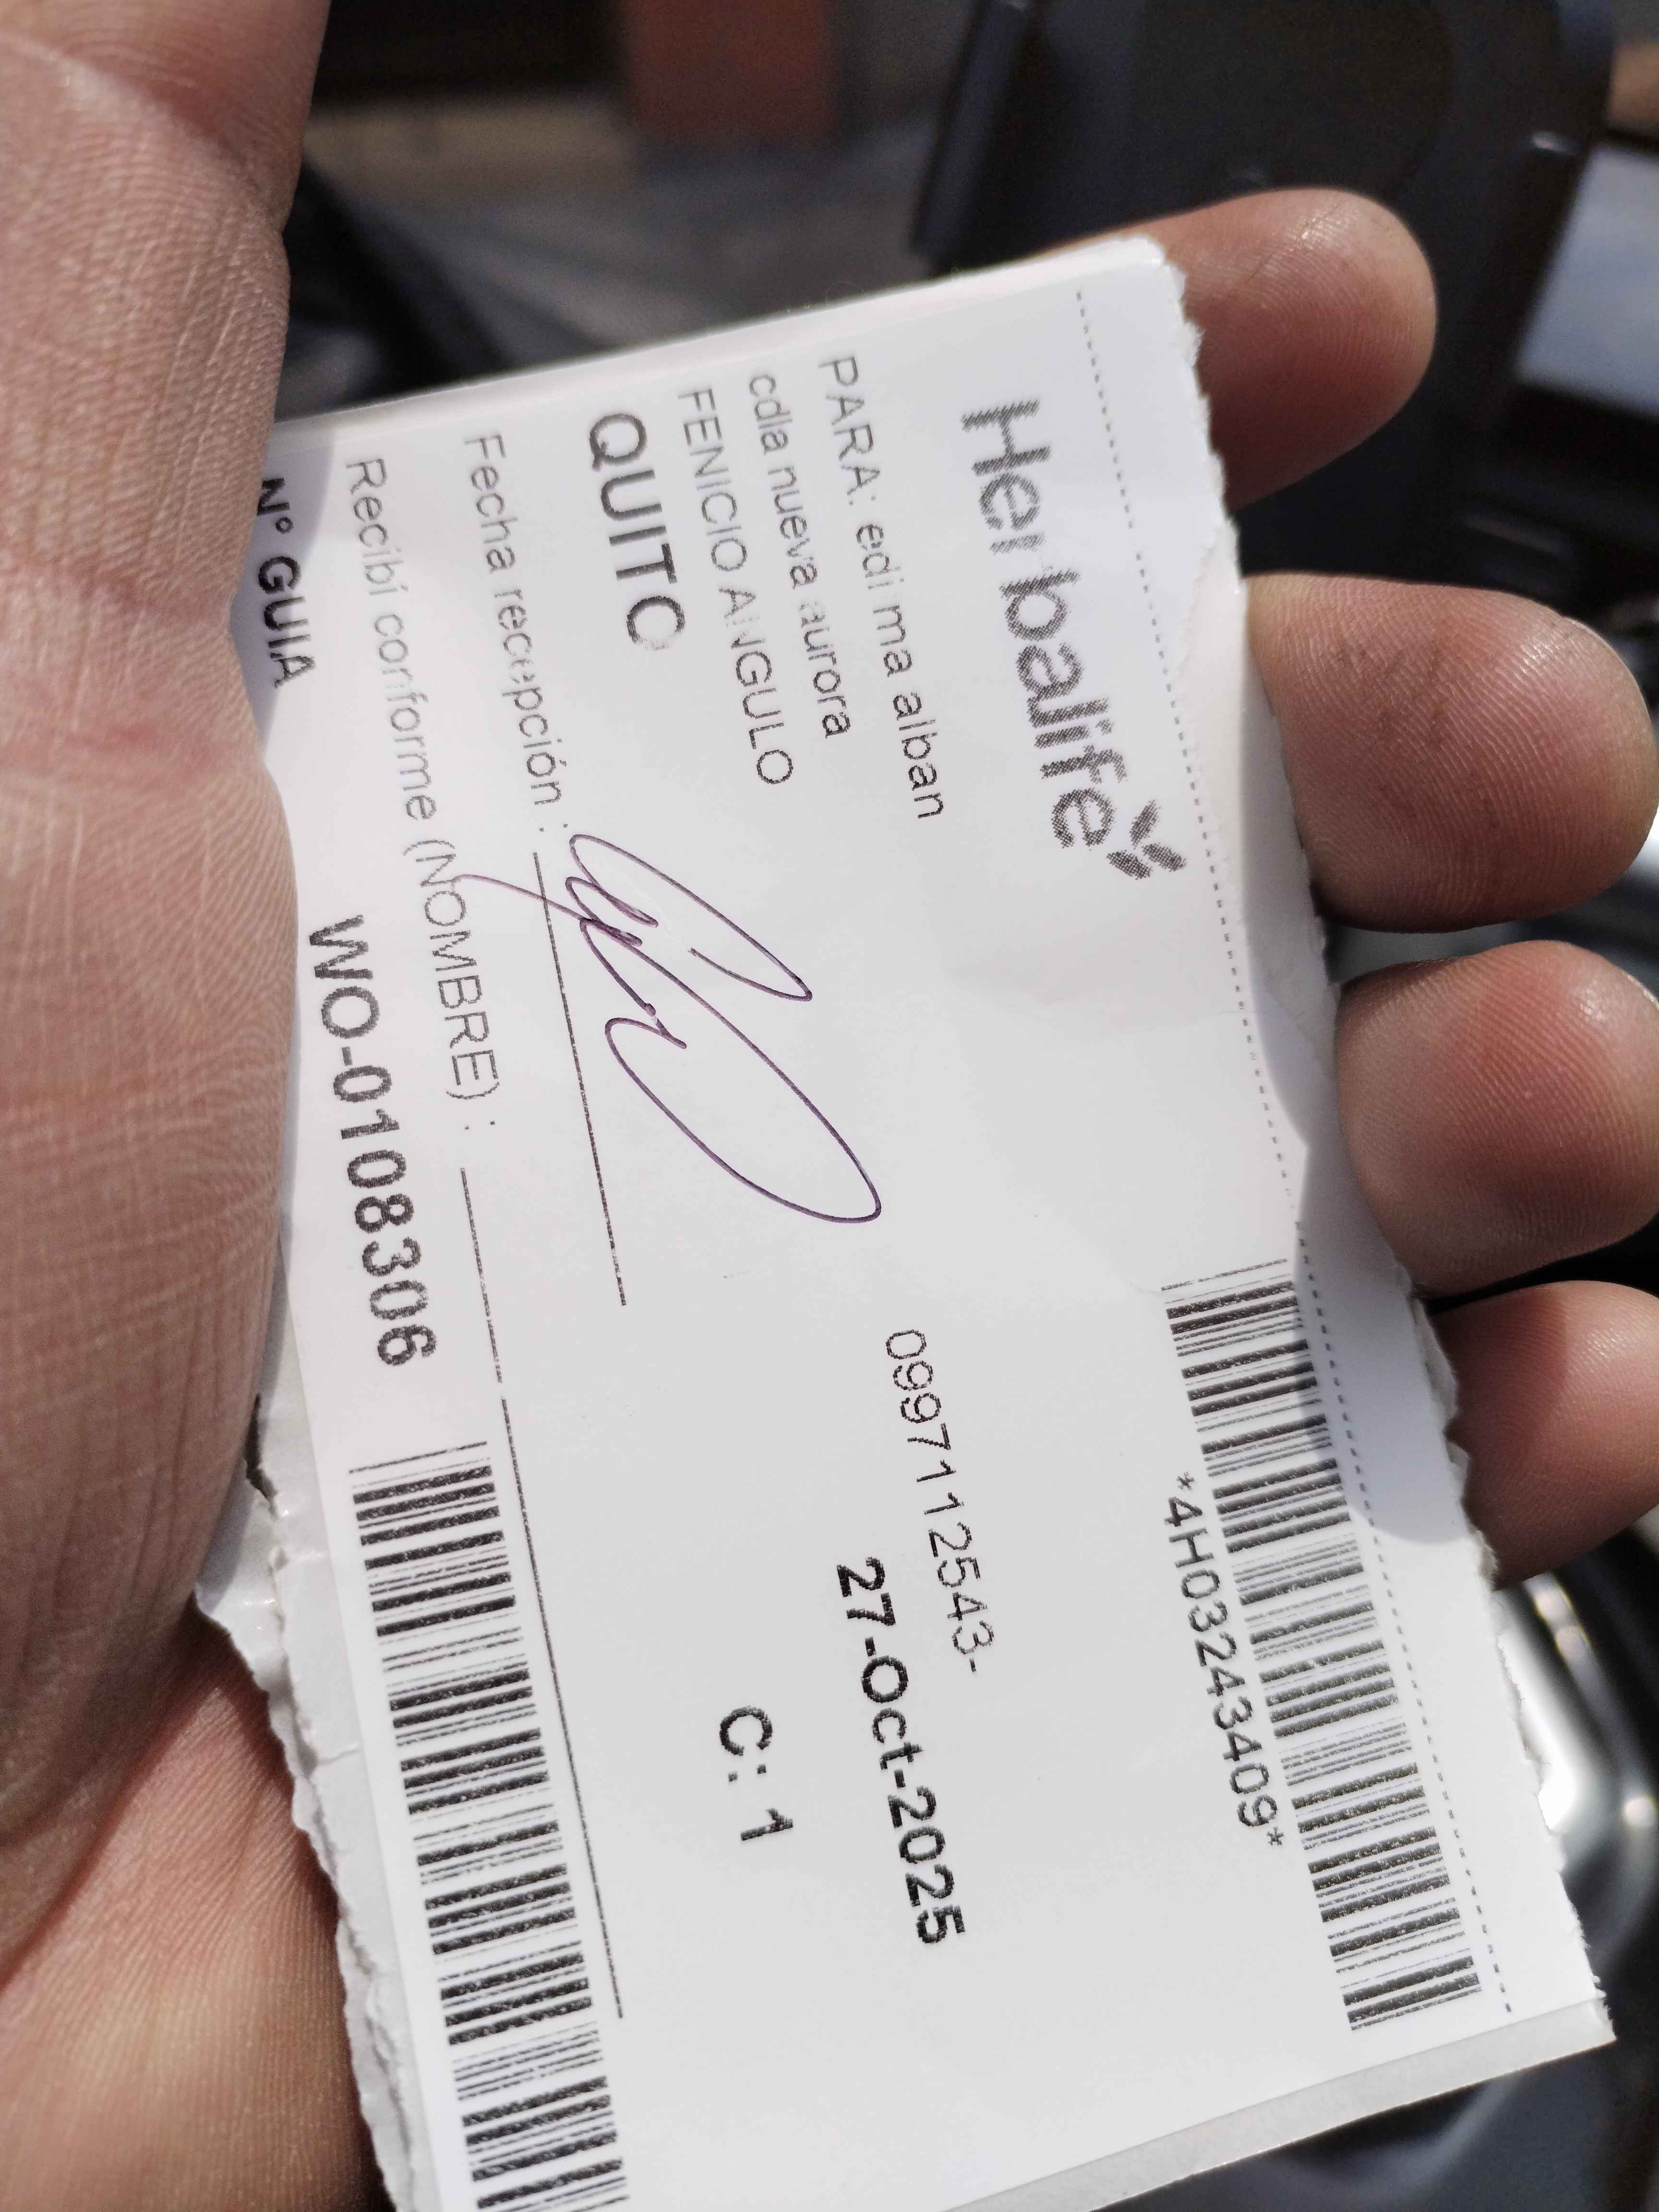 Herbalife
*4H03243409*
PARA: edi ma alban
0997112543-
cdla nueva aurora
27-Oct-2025
FENICIO ANGULO
QUITO
C: 1
Fecha recepción :
Recibí conforme (NOMBRE) :
N° GUIA
WO-0108306